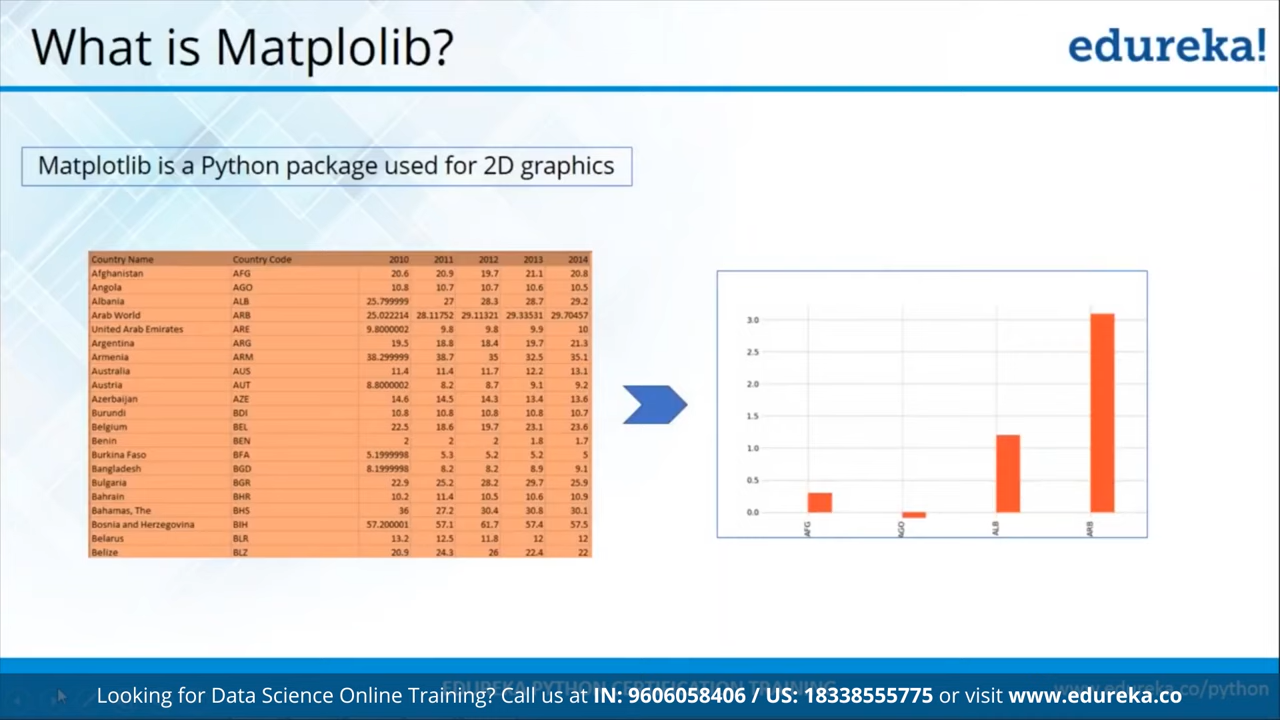 What is Matplolib?
edureka!
Matplotlib is a Python package used for 2D graphics
Country Name Country Code 2010 2011 2012 2013 2014
Afghanistan AFG 20.6 20.9 19.7 21.1 20.8
Angola AGO 10.8 10.7 10.7 10.6 10.5
Albania ALB 25.799999 27 28.3 28.7 29.2
Arab World ARB 25.022214 28.11752 29.11321 29.33531 29.70457
United Arab Emirates ARE 9.8000002 9.8 9.8 9.9 10
Argentina ARG 19.5 18.8 18.4 19.7 21.3
Armenia ARM 38.299999 38.7 35 32.5 35.1
Australia AUS 11.4 11.4 11.7 12.2 13.1
Austria AUT 8.8000002 8.2 8.7 9.1 9.2
Azerbaijan AZE 14.6 14.5 14.3 13.4 13.6
Burundi BDI 10.8 10.8 10.8 10.8 10.7
Belgium BEL 22.5 18.6 19.7 23.1 23.6
Benin BEN 2 2 2 1.8 1.7
Burkina Faso BFA 5.1999998 5.3 5.2 5.2 5
Bangladesh BGD 8.1999998 8.2 8.2 8.9 9.1
Bulgaria BGR 22.9 25.2 28.2 29.7 25.9
Bahrain BHR 10.2 11.4 10.5 10.6 10.9
Bahamas, The BHS 36 27.2 30.4 30.8 30.1
Bosnia and Herzegovina BIH 57.200001 57.1 61.7 57.4 57.5
Belarus BLR 13.2 12.5 11.8 12 12
Belize BLZ 20.9 24.3 26 22.4 22
3.0
2.5
2.0
1.5
1.0
0.5
0.0
AFG AGO ALB ARB
EDUREKA PYTHON CERTIFICATION TRAINING
www.edureka.co/python
Looking for Data Science Online Training? Call us at IN: 9606058406 / US: 18338555775 or visit www.edureka.co